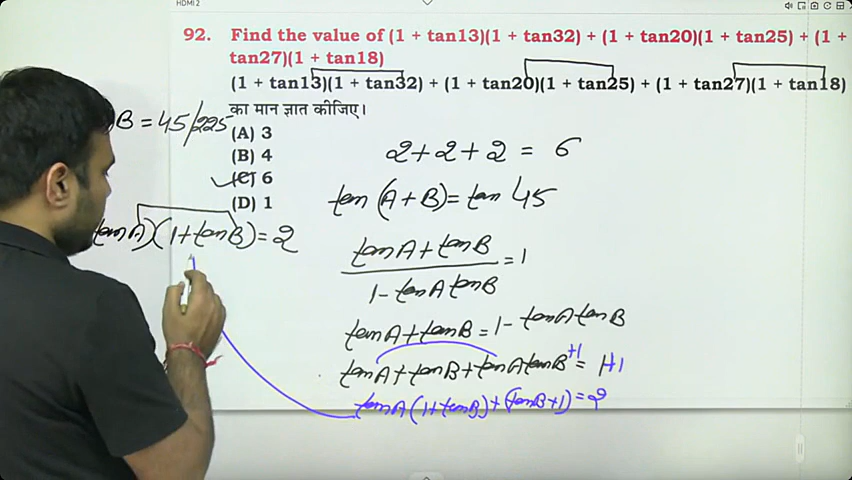 HDMI 2
92. Find the value of (1 + tan13)(1 + tan32) + (1 + tan20)(1 + tan25) + (1 +
tan27)(1 + tan18)
(1 + tan13)(1 + tan32) + (1 + tan20)(1 + tan25) + (1 + tan27)(1 + tan18)
का मान ज्ञात कीजिए।
B = 45/225
(A) 3
(B) 4
6
(D) 1
2+2+2 = 6
tan (A+B) = tan 45
tanA)(1+tanB)=2
tanA+tanB
1-tanA tanB
=1
tanA+tanB=1-tanA tanB
tanA+tanB+tanA tanB+1=1+1
tanA(1+tanB)+(tanB+1)=2